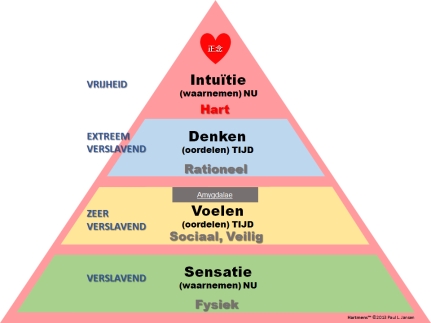 正念
VRIJHEID
Intuïtie
(waarnemen) NU
Hart
EXTREEM
VERSLAVEND
Denken
(oordelen) TIJD
Rationeel
Amygdalae
ZEER
VERSLAVEND
Voelen
(oordelen) TIJD
Sociaal, Veilig
VERSLAVEND
Sensatie
(waarnemen) NU
Fysiek
©2013 Paul L. Jansen